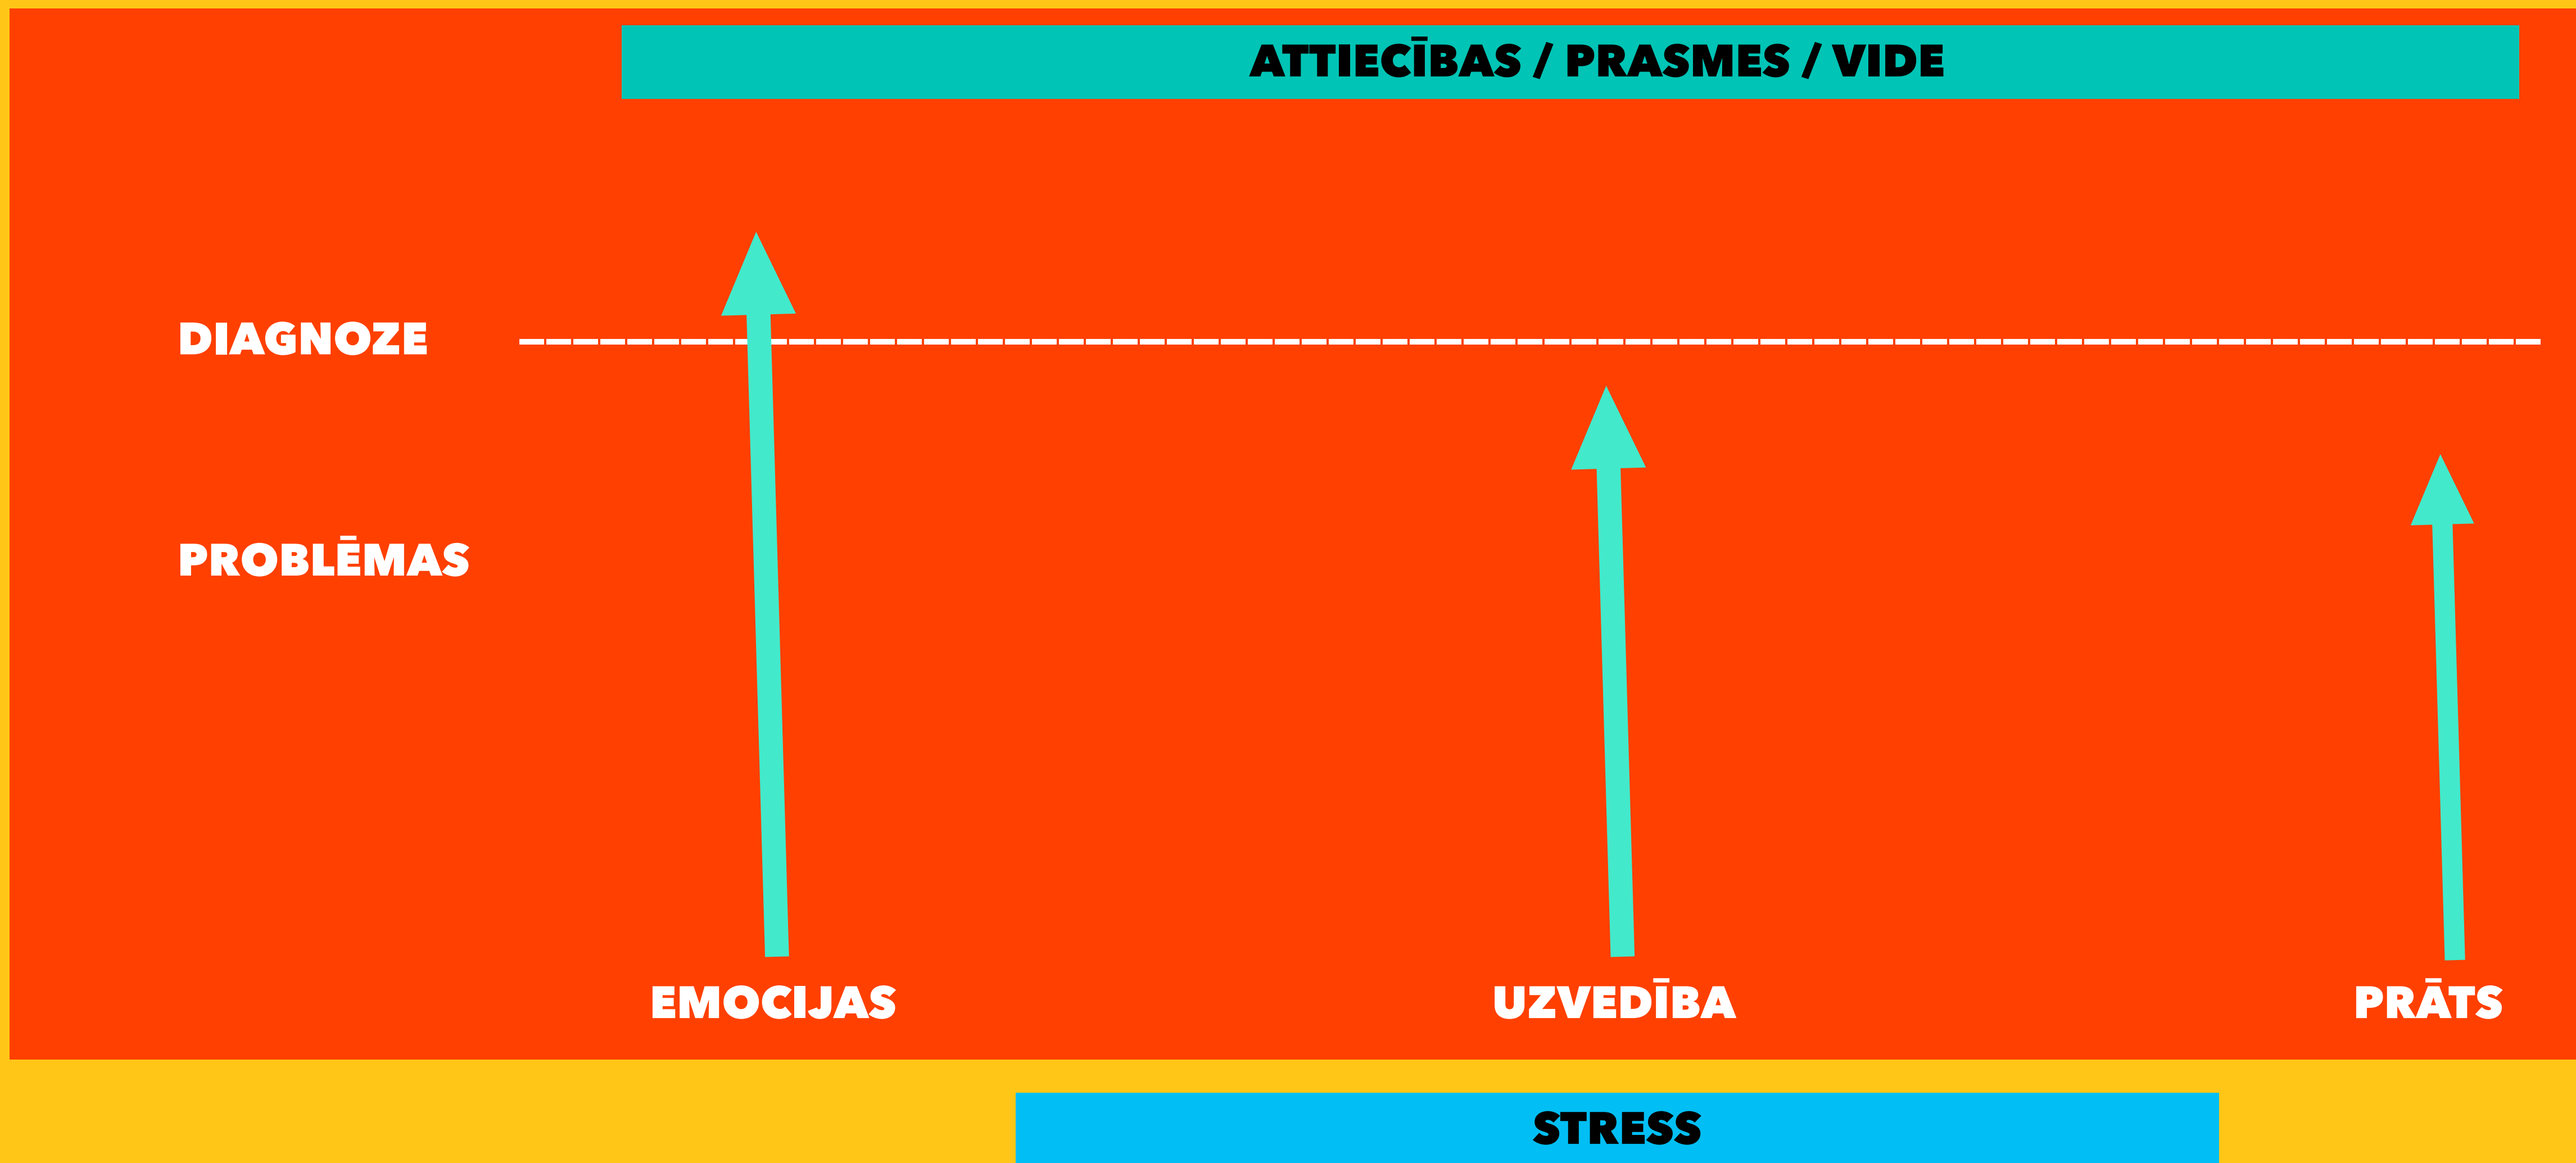 ATTIECĪBAS / PRASMES / VIDE
DIAGNOZE
PROBLĒMAS
EMOCIJAS
UZVEDĪBA
PRĀTS
STRESS